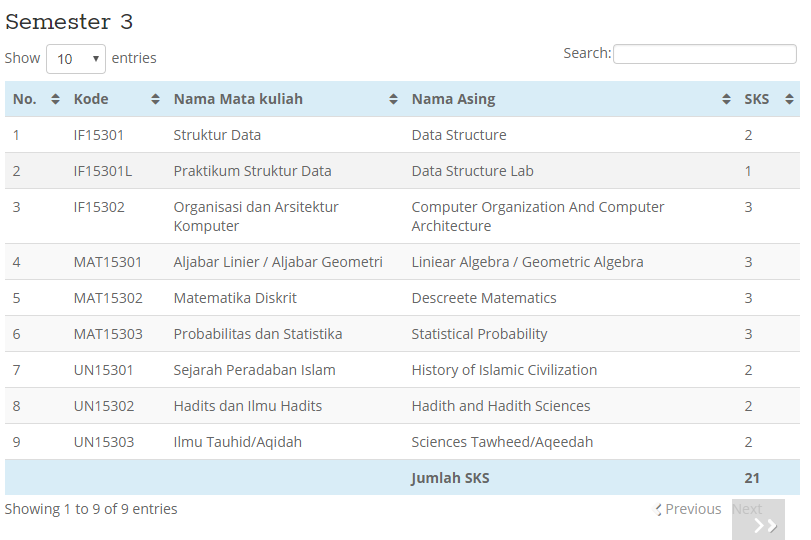 Semester 3
Show 10 entries Search:
No. Kode Nama Mata kuliah Nama Asing SKS
1 IF15301 Struktur Data Data Structure 2
2 IF15301L Praktikum Struktur Data Data Structure Lab 1
3 IF15302 Organisasi dan Arsitektur Computer Organization And Computer 3
Komputer Architecture
4 MAT15301 Aljabar Linier / Aljabar Geometri Liniear Algebra / Geometric Algebra 3
5 MAT15302 Matematika Diskrit Descreete Matematics 3
6 MAT15303 Probabilitas dan Statistika Statistical Probability 3
7 UN15301 Sejarah Peradaban Islam History of Islamic Civilization 2
8 UN15302 Hadits dan Ilmu Hadits Hadith and Hadith Sciences 2
9 UN15303 Ilmu Tauhid/Aqidah Sciences Tawheed/Aqeedah 2
Jumlah SKS 21
Showing 1 to 9 of 9 entries Previous Next